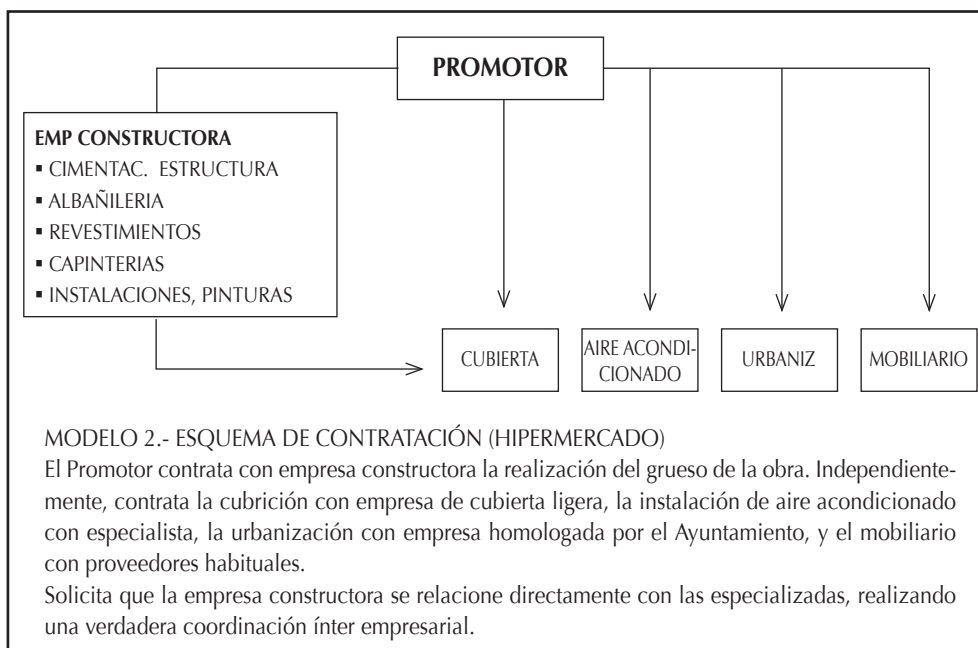 PROMOTOR
EMP CONSTRUCTORA
▪ CIMENTAC. ESTRUCTURA
▪ ALBAÑILERIA
▪ REVESTIMIENTOS
▪ CAPINTERIAS
▪ INSTALACIONES, PINTURAS
CUBIERTA
AIRE ACONDI-
CIONADO
URBANIZ
MOBILIARIO
MODELO 2.- ESQUEMA DE CONTRATACIÓN (HIPERMERCADO)
El Promotor contrata con empresa constructora la realización del grueso de la obra. Independiente-
mente, contrata la cubrición con empresa de cubierta ligera, la instalación de aire acondicionado
con especialista, la urbanización con empresa homologada por el Ayuntamiento, y el mobiliario
con proveedores habituales.
Solicita que la empresa constructora se relacione directamente con las especializadas, realizando
una verdadera coordinación ínter empresarial.